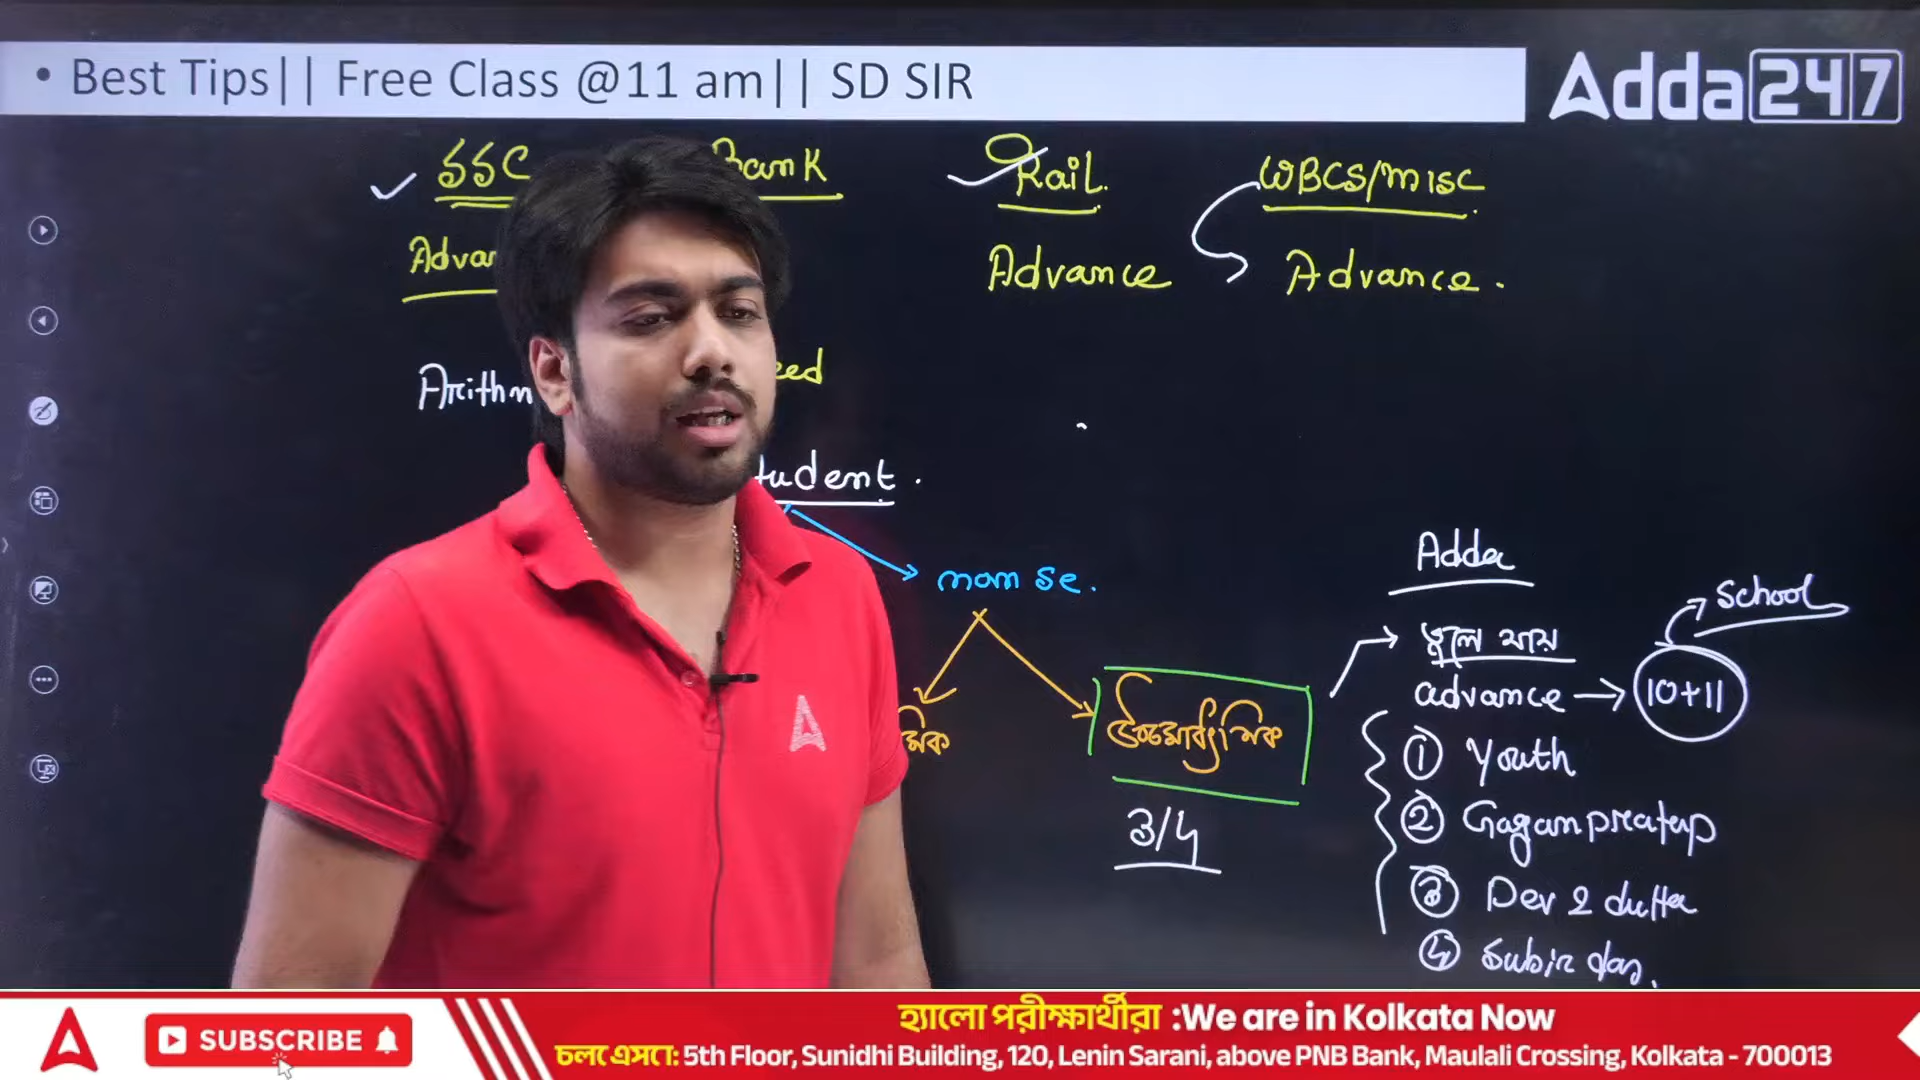 • Best Tips|| Free Class @11 am|| SD SIR
Adda247
SSC Bank Rail. WBCS/MISC
Advan Advance Advance.
Arithm eed
tudent.
mom se.
মিক
উচ্চমাধ্যমিক
3/4
Adda
School
ভুলে যায়
advance → 10+11
① Youth
② Gagan pratap
③ Dev 2 dutta
④ Subir das.
SUBSCRIBE
হ্যালো পরীক্ষার্থীরা :We are in Kolkata Now
চলে এসো: 5th Floor, Sunidhi Building, 120, Lenin Sarani, above PNB Bank, Maulali Crossing, Kolkata - 700013